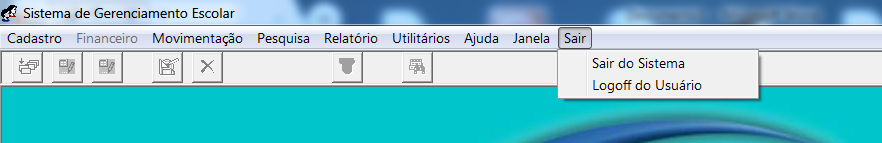 Sistema de Gerenciamento Escolar
Cadastro Financeiro Movimentação Pesquisa Relatório Utilitários Ajuda Janela Sair
Sair do Sistema
Logoff do Usuário